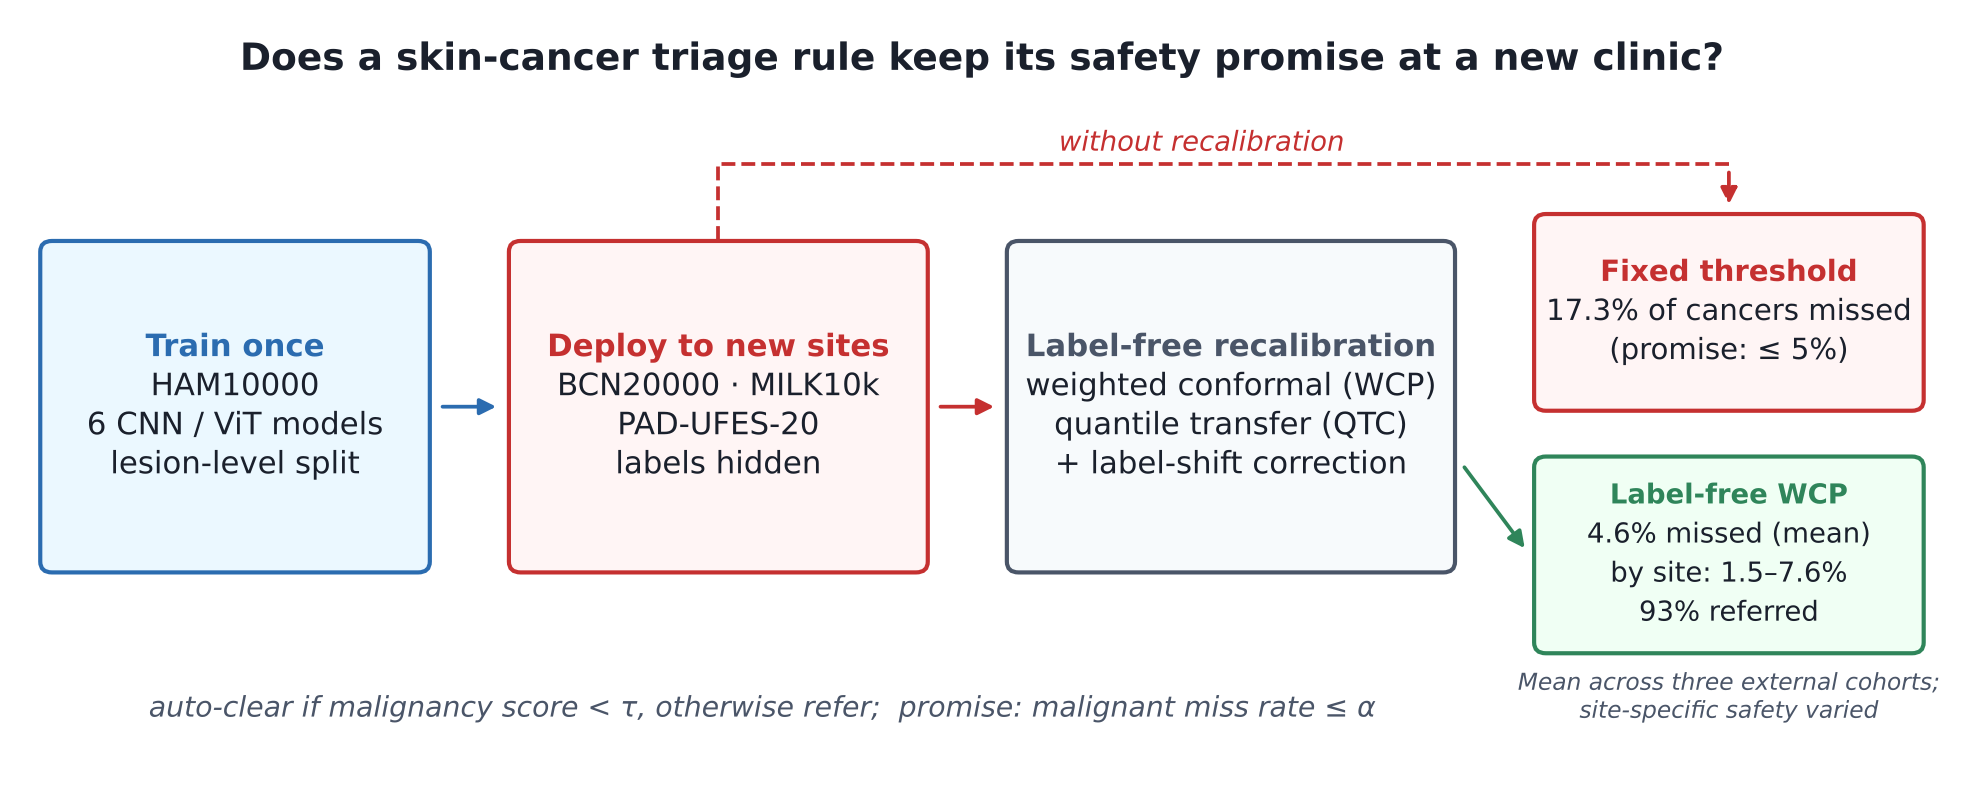 Does a skin-cancer triage rule keep its safety promise at a new clinic?
without recalibration
Train once
HAM10000
6 CNN / ViT models
lesion-level split
Deploy to new sites
BCN20000 · MILK10k
PAD-UFES-20
labels hidden
Label-free recalibration
weighted conformal (WCP)
quantile transfer (QTC)
+ label-shift correction
Fixed threshold
17.3% of cancers missed
(promise: ≤ 5%)
Label-free WCP
4.6% missed (mean)
by site: 1.5–7.6%
93% referred
Mean across three external cohorts;
site-specific safety varied
auto-clear if malignancy score < τ, otherwise refer;  promise: malignant miss rate ≤ α